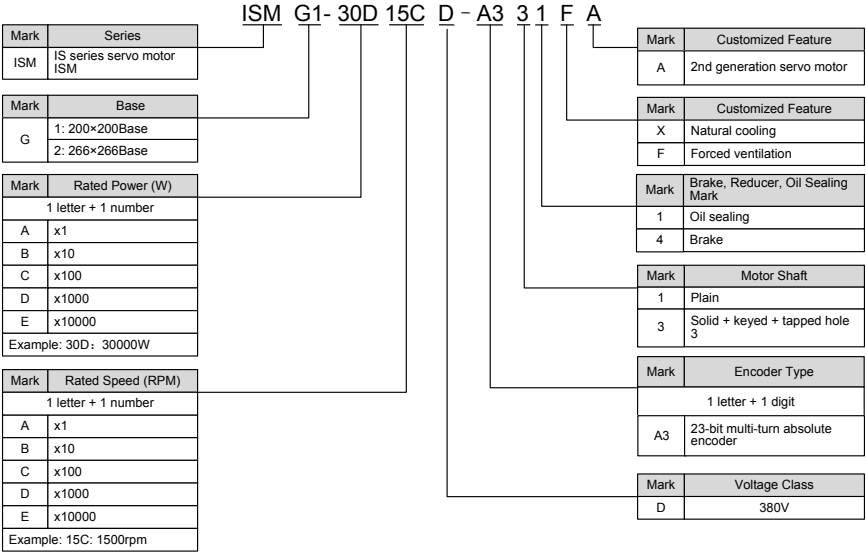 ISM G1- 30D 15C D - A3 3 1 F A
Mark Series
ISM IS series servo motor
ISM
Mark Base
G 1: 200×200Base
2: 266×266Base
Mark Rated Power (W)
1 letter + 1 number
A x1
B x10
C x100
D x1000
E x10000
Example: 30D：30000W
Mark Rated Speed (RPM)
1 letter + 1 number
A x1
B x10
C x100
D x1000
E x10000
Example: 15C: 1500rpm
Mark Customized Feature
A 2nd generation servo motor
Mark Customized Feature
X Natural cooling
F Forced ventilation
Mark Brake, Reducer, Oil Sealing
Mark
1 Oil sealing
4 Brake
Mark Motor Shaft
1 Plain
3 Solid + keyed + tapped hole
3
Mark Encoder Type
1 letter + 1 digit
A3 23-bit multi-turn absolute
encoder
Mark Voltage Class
D 380V